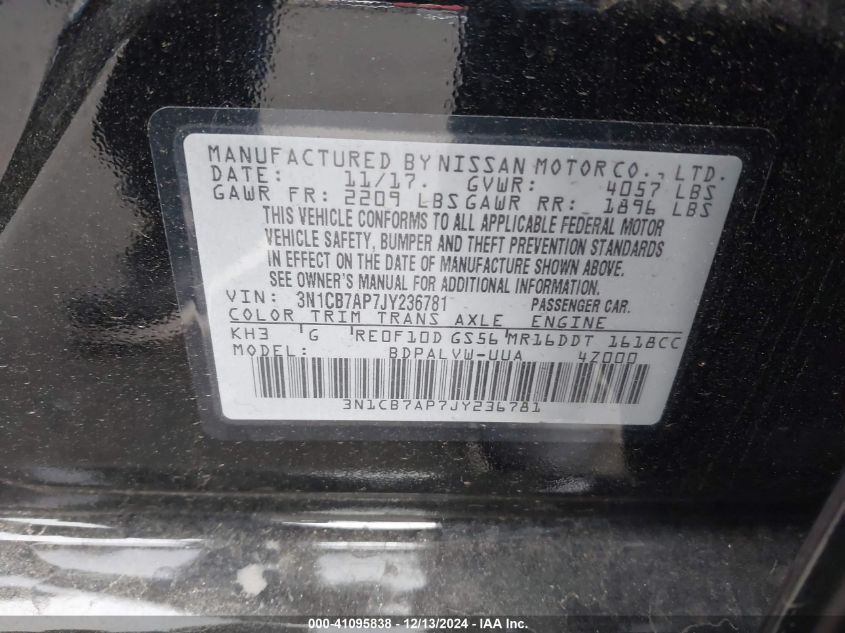 MANUFACTURED BY NISSAN MOTOR CO., LTD.
DATE: 11/17. GVWR: 4057 LBS
GAWR FR: 2209 LBS GAWR RR: 1896 LBS
THIS VEHICLE CONFORMS TO ALL APPLICABLE FEDERAL MOTOR
VEHICLE SAFETY, BUMPER AND THEFT PREVENTION STANDARDS
IN EFFECT ON THE DATE OF MANUFACTURE SHOWN ABOVE.
SEE OWNER'S MANUAL FOR ADDITIONAL INFORMATION.
VIN: 3N1CB7AP7JY236781 PASSENGER CAR.
COLOR TRIM TRANS AXLE ENGINE
KH3 G RE0F10D GS56 MR16DDT 1618CC
MODEL: BDPALVW-UUA 4Z000
3N1CB7AP7JY236781
000-41095838 - 12/13/2024 - IAA Inc.